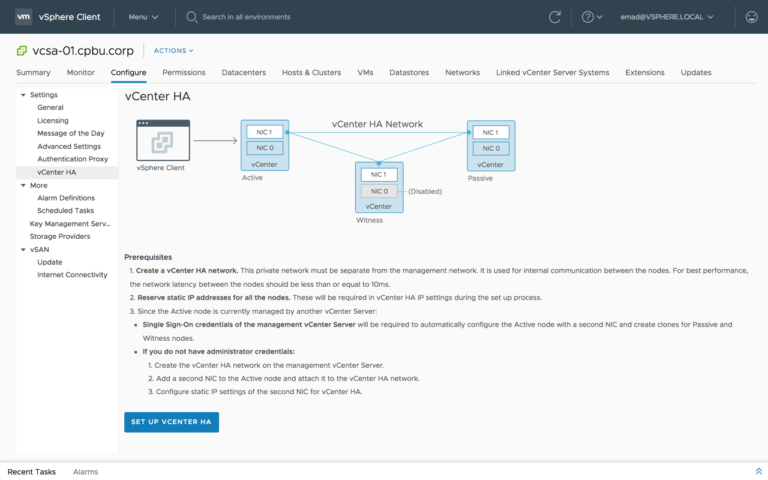 vm vSphere Client Menu Search in all environments emad@VSPHERE.LOCAL
vcsa-01.cpbu.corp ACTIONS
Summary Monitor Configure Permissions Datacenters Hosts & Clusters VMs Datastores Networks Linked vCenter Server Systems Extensions Updates
Settings
General
Licensing
Message of the Day
Advanced Settings
Authentication Proxy
vCenter HA
More
Alarm Definitions
Scheduled Tasks
Key Management Serv...
Storage Providers
vSAN
Update
Internet Connectivity
vCenter HA
vSphere Client
NIC 1
NIC 0
vCenter
Active
vCenter HA Network
NIC 1
NIC 0
(Disabled)
vCenter
Witness
NIC 1
NIC 0
vCenter
Passive
Prerequisites
1. Create a vCenter HA network. This private network must be separate from the management network. It is used for internal communication between the nodes. For best performance,
the network latency between the nodes should be less than or equal to 10ms.
2. Reserve static IP addresses for all the nodes. These will be required in vCenter HA IP settings during the set up process.
3. Since the Active node is currently managed by another vCenter Server:
• Single Sign-On credentials of the management vCenter Server will be required to automatically configure the Active node with a second NIC and create clones for Passive and
Witness nodes.
• If you do not have administrator credentials:
1. Create the vCenter HA network on the management vCenter Server.
2. Add a second NIC to the Active node and attach it to the vCenter HA network.
3. Configure static IP settings of the second NIC for vCenter HA.
SET UP VCENTER HA
Recent Tasks Alarms